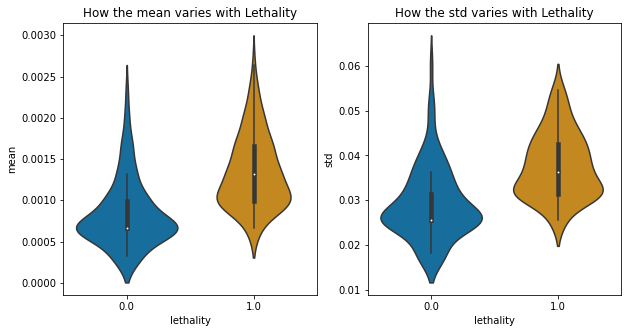 How the mean varies with Lethality
mean
0.0030
0.0025
0.0020
0.0015
0.0010
0.0005
0.0000
0.0
1.0
lethality
How the std varies with Lethality
std
0.06
0.05
0.04
0.03
0.02
0.01
0.0
1.0
lethality